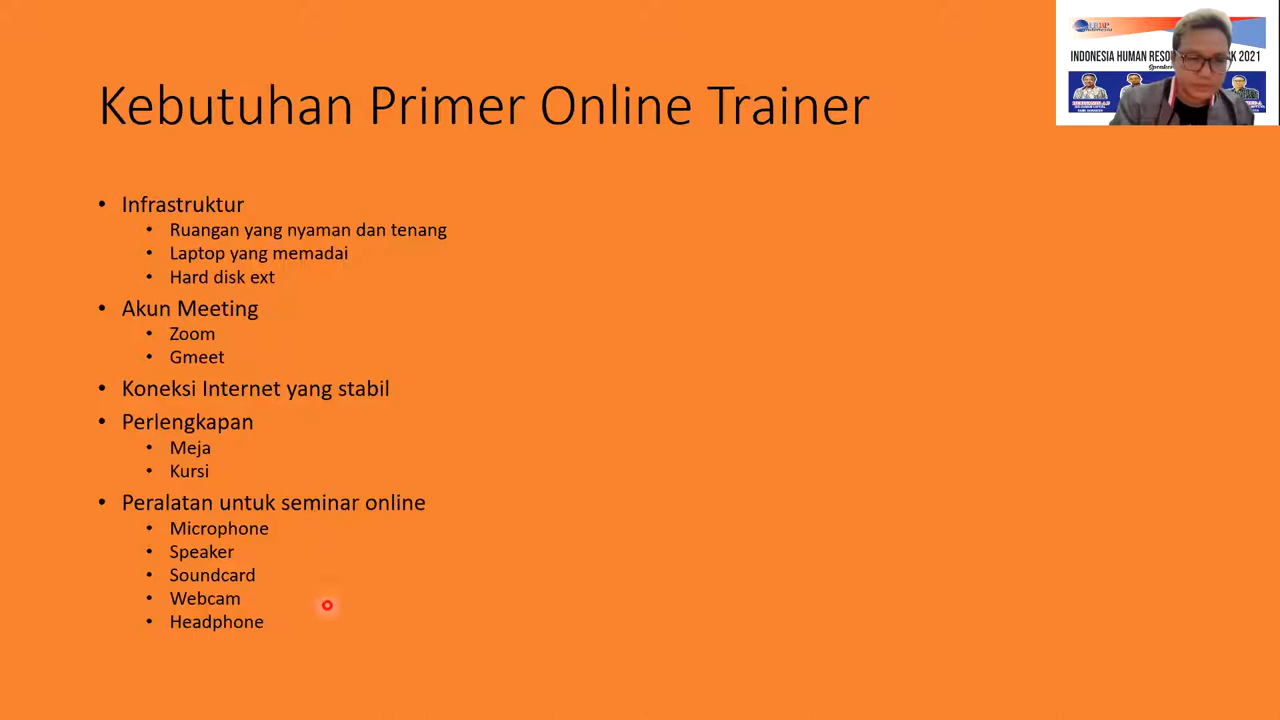 Kebutuhan Primer Online Trainer
INDONESIA HUMAN RESO
K 2021
Speaker
• Infrastruktur
• Ruangan yang nyaman dan tenang
• Laptop yang memadai
• Hard disk ext
• Akun Meeting
• Zoom
• Gmeet
• Koneksi Internet yang stabil
• Perlengkapan
• Meja
• Kursi
• Peralatan untuk seminar online
• Microphone
• Speaker
• Soundcard
• Webcam
• Headphone